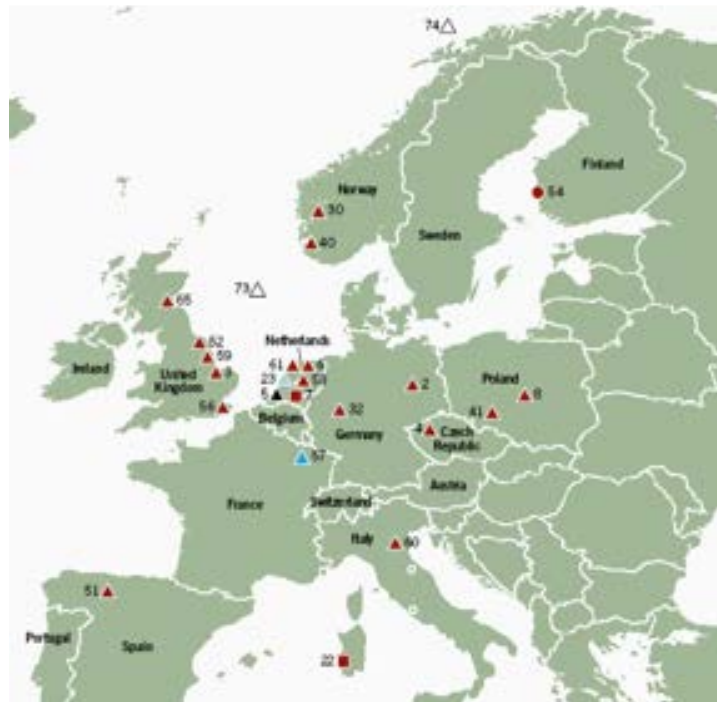 74
Finland
Norway
54
30
40
Sweden
73
65
Netherlands
52
59
61
6
Ireland
United
Kingdom
3
23
53
2
Poland
8
5
7
56
Belgium
32
41
Germany
4
Czech
Republic
57
Austria
France
Switzerland
Italy
60
51
Portugal
Spain
22